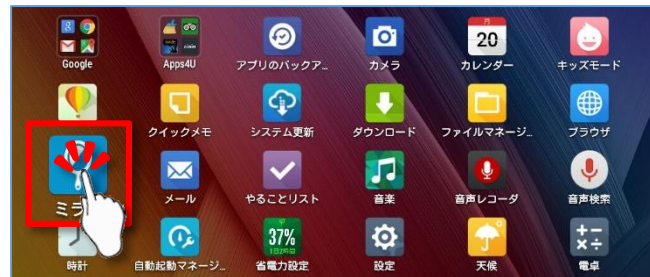 月
20
Google
Apps4U
アプリのバックア...
カメラ
カレンダー
キッズモード
クイックメモ
システム更新
ダウンロード
ファイルマネージ...
ブラウザ
ミラ
メール
やることリスト
音楽
音声レコーダ
音声検索
37%
時計
自動起動マネージ...
省電力設定
設定
天候
電卓